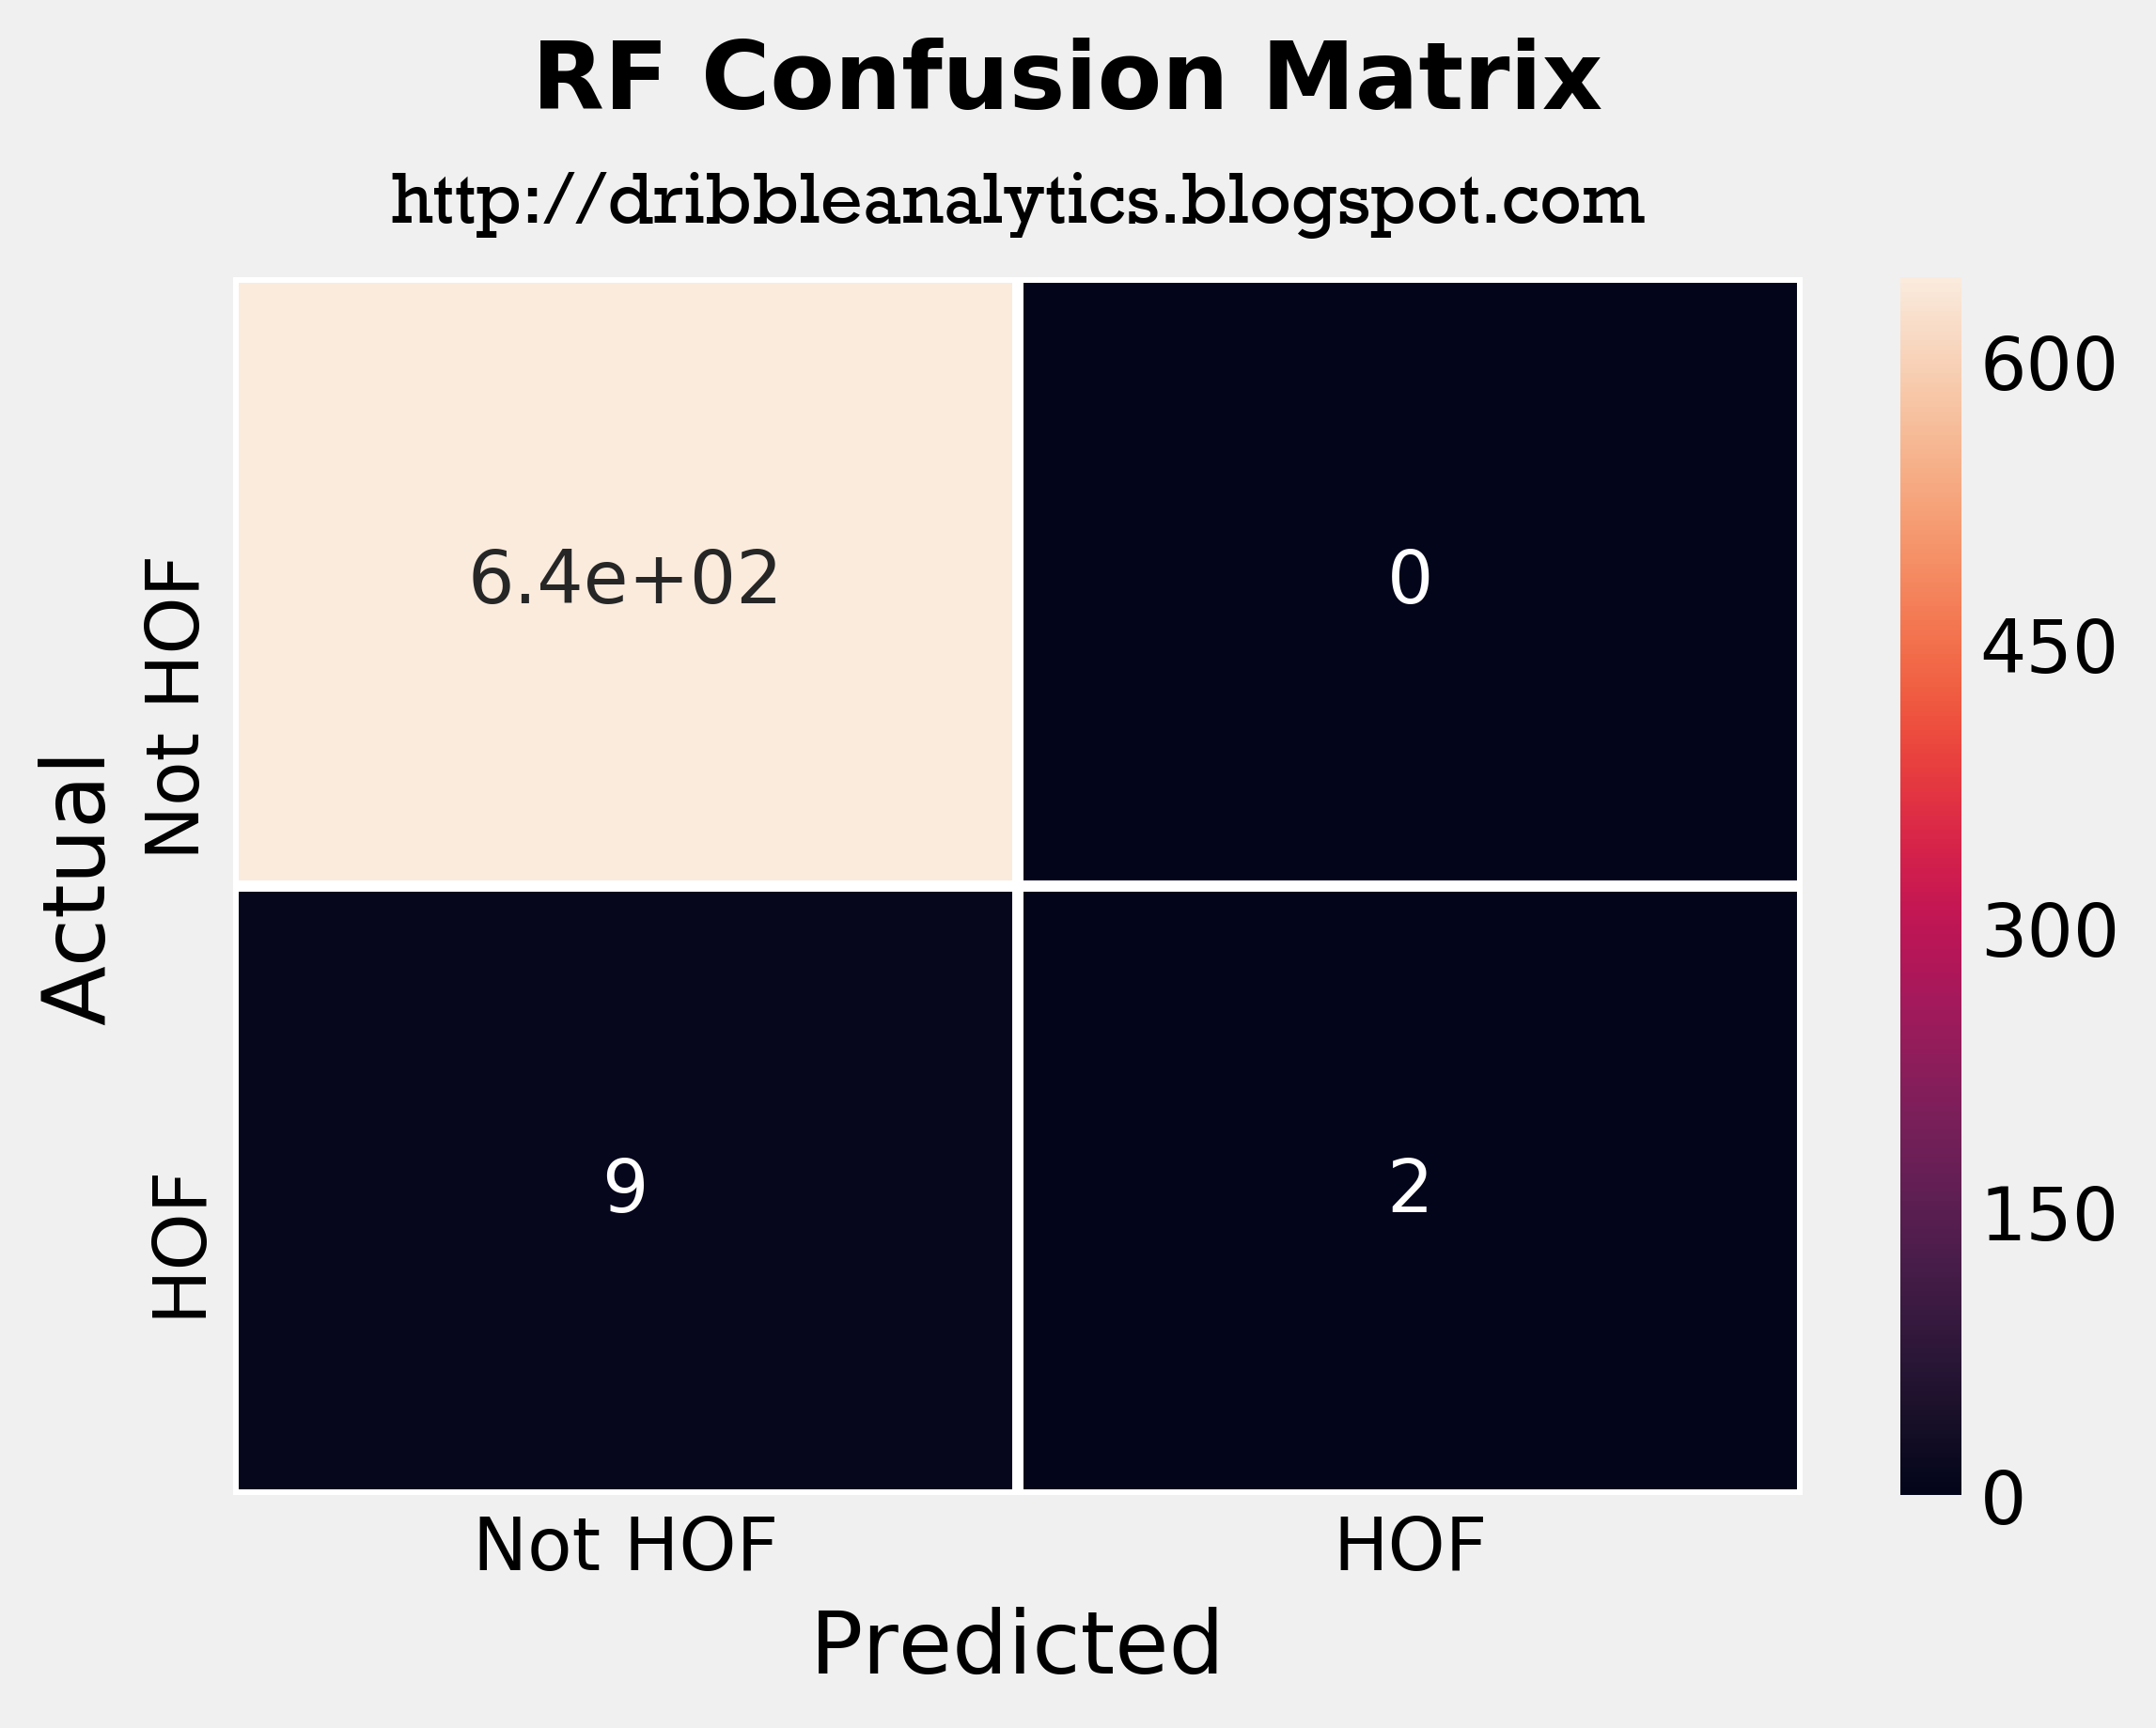 RF Confusion Matrix
http://dribbleanalytics.blogspot.com
Actual
Not HOF
HOF
6.4e+02
0
9
2
Not HOF
HOF
Predicted
600
450
300
150
0